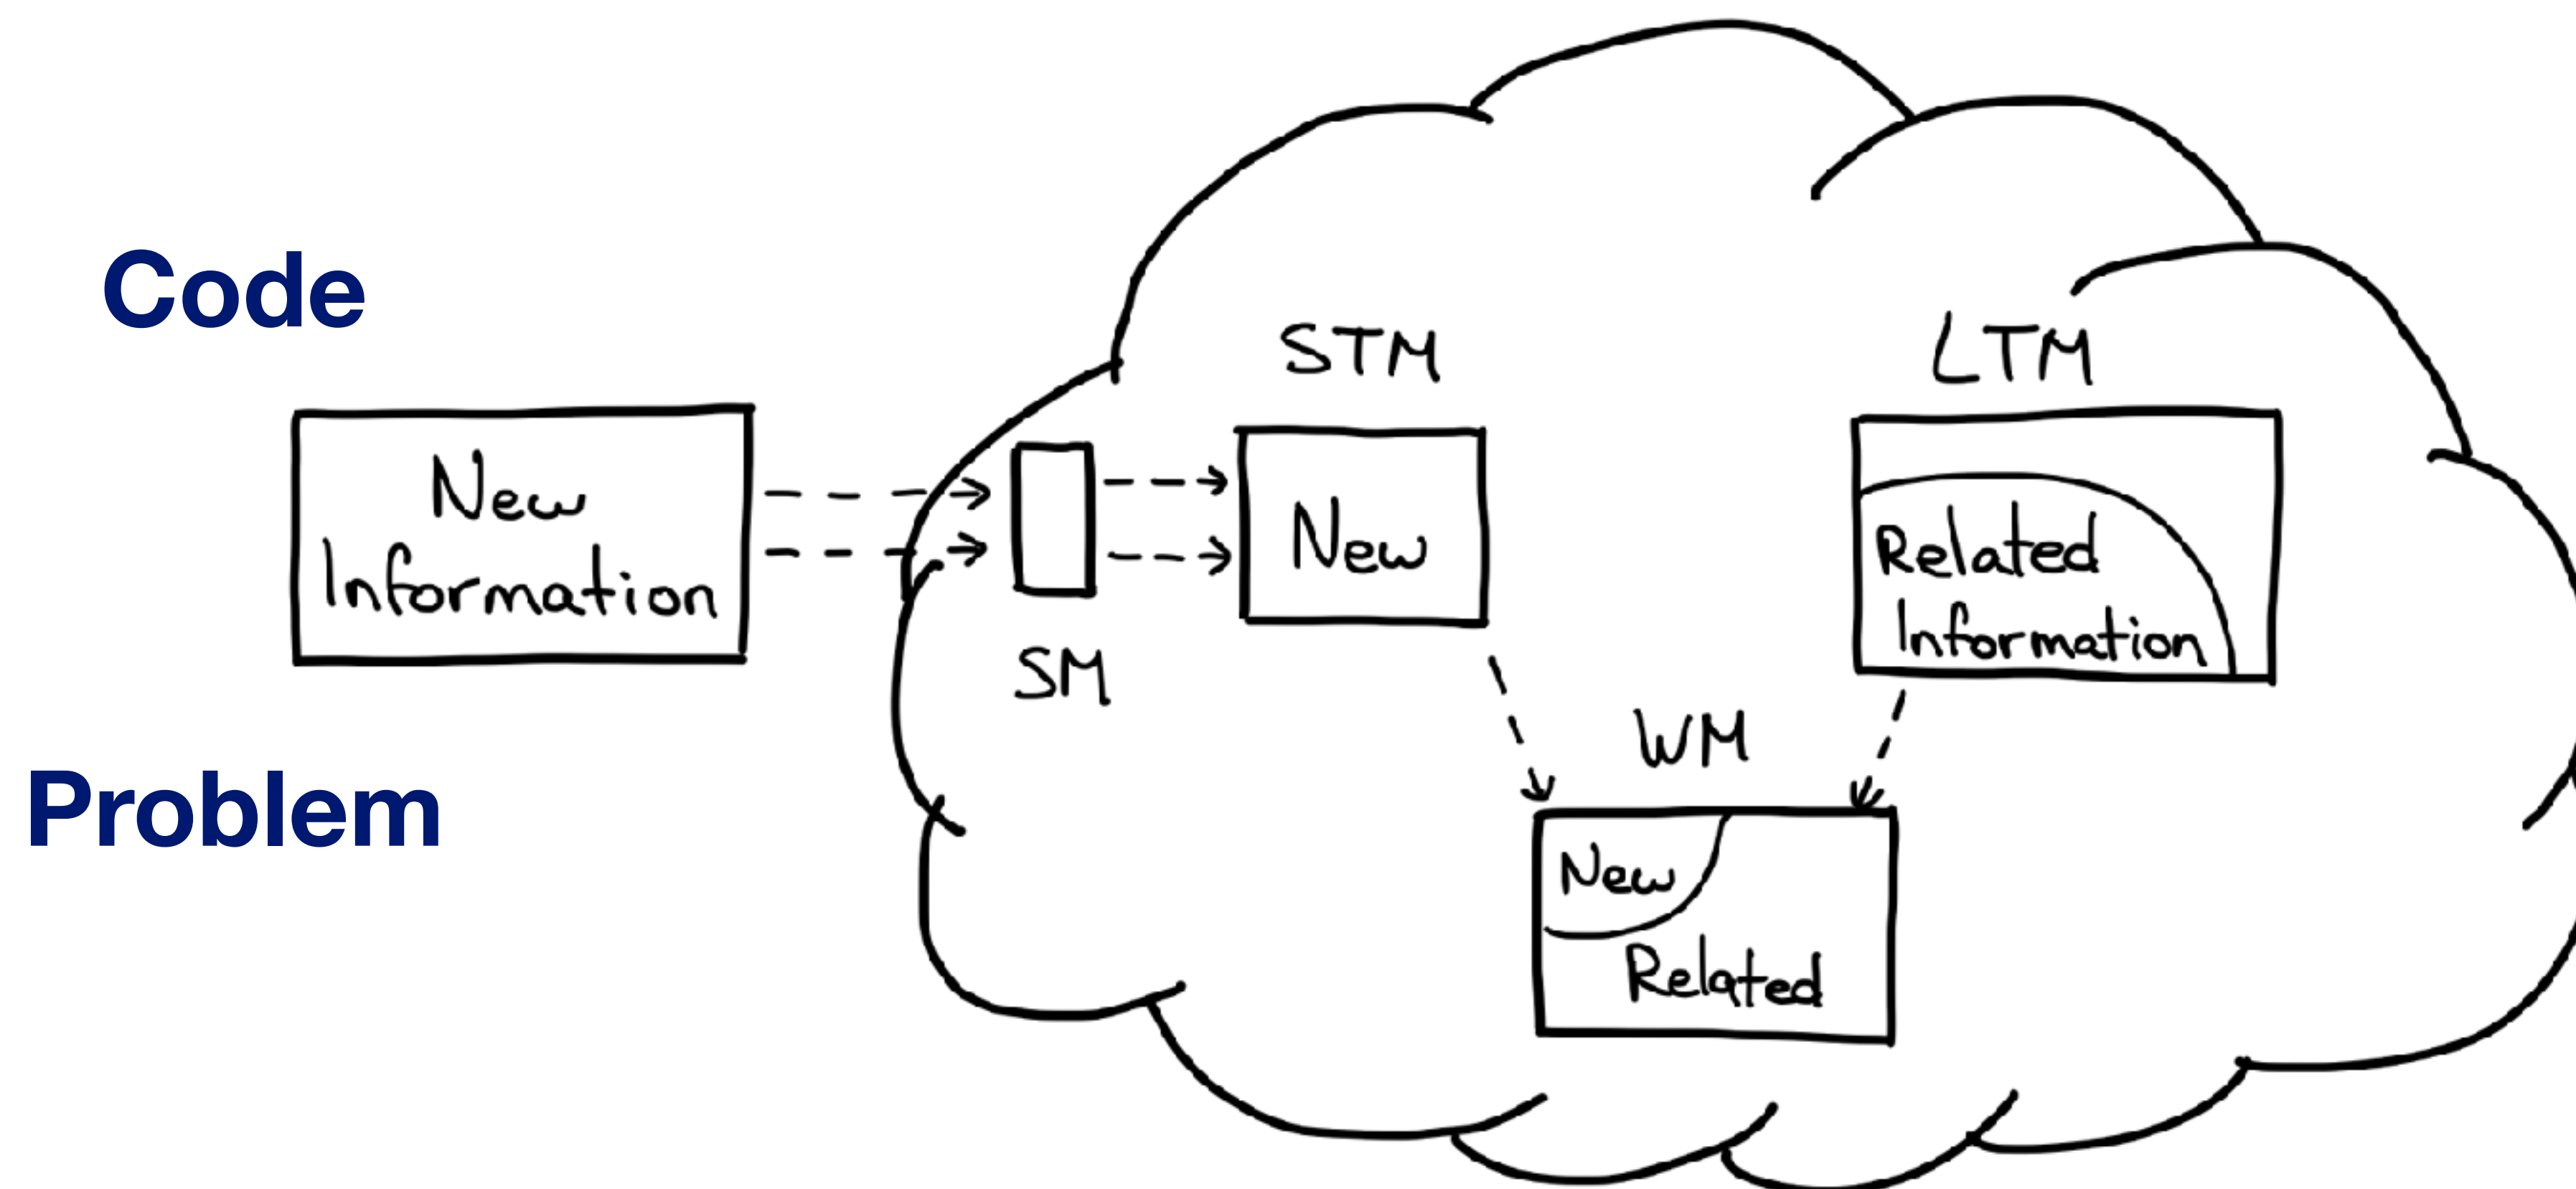 Code
New
Information
Problem
SM
STM
New
LTM
Related
Information
WM
New
Related